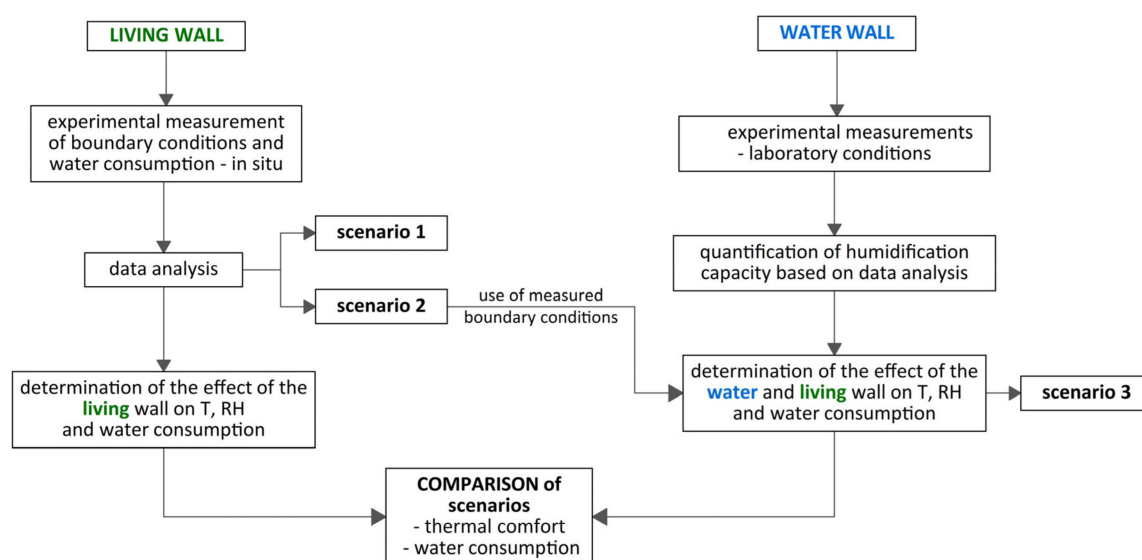 LIVING WALL
experimental measurement
of boundary conditions and
water consumption - in situ
data analysis
scenario 1
scenario 2
use of measured
boundary conditions
determination of the effect of the
living wall on T, RH
and water consumption
WATER WALL
experimental measurements
- laboratory conditions
quantification of humidification
capacity based on data analysis
determination of the effect of the
water and living wall on T, RH
and water consumption
scenario 3
COMPARISON of
scenarios
- thermal comfort
- water consumption